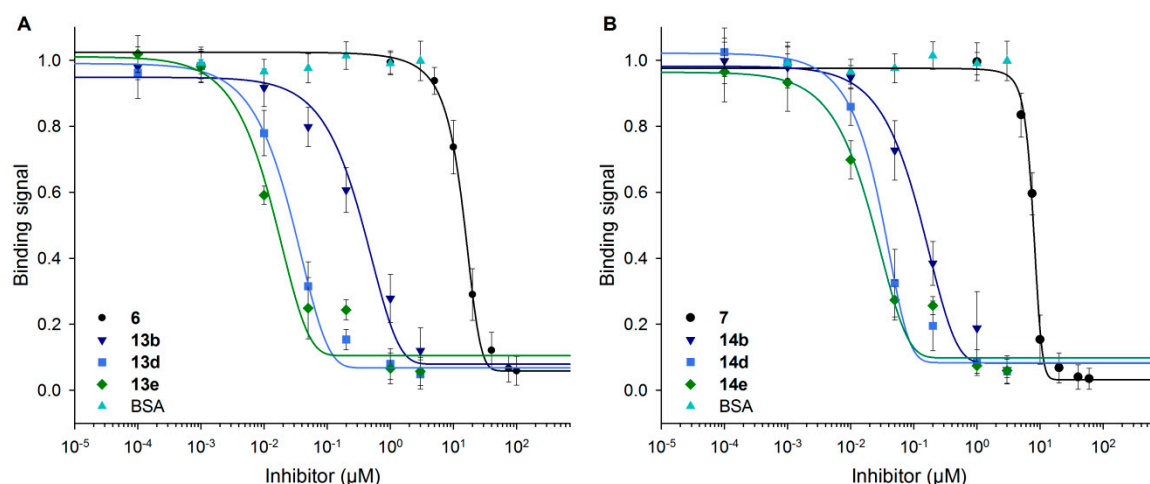 A
Binding signal
1.0
0.8
0.6
0.4
0.2
0.0
6
13b
13d
13e
BSA
10⁻⁵ 10⁻⁴ 10⁻³ 10⁻² 10⁻¹ 10⁰ 10¹ 10²
Inhibitor (µM)
B
Binding signal
1.0
0.8
0.6
0.4
0.2
0.0
7
14b
14d
14e
BSA
10⁻⁵ 10⁻⁴ 10⁻³ 10⁻² 10⁻¹ 10⁰ 10¹ 10²
Inhibitor (µM)